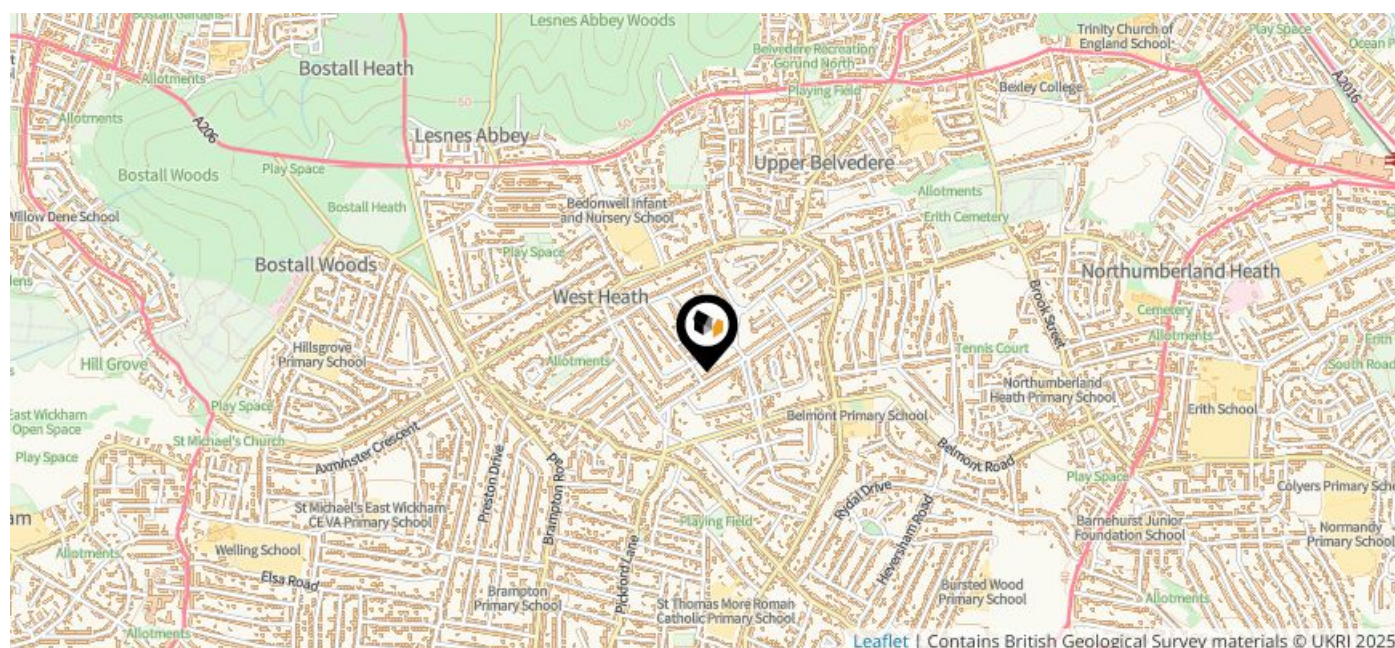 Bostall Gardens
Lesnes Abbey Woods
Trinity Church of
England School
Play Space
Ocean P
Allotments
Bostall Heath
Belvedere Recreation
Gorund North
Playing Field
Bexley College
A2016
Allotments
A206
Lesnes Abbey
50
50
Bostall Woods
Play Space
Upper Belvedere
Willow Dene School
Bostall Heath
Bedonwell Infant
and Nursery School
Allotments
Erith Cemetery
Play Space
Bostall Woods
West Heath
Northumberland Heath
Brook Street
Cemetery
Allotments
Erith
South Road
Hill Grove
Hillsgrove
Primary School
Allotments
Tennis Court
Northumberland
Heath Primary School
Erith School
Play Space
East Wickham
Open Space
Belmont Primary School
St Michael's Church
Play Space
Axminster Crescent
Preston Drive
Brampton Road
Belmont Road
Play Space
Colyers Primary Scho
am
St Michael's East Wickham
CE VA Primary School
Rydal Drive
Heversham Road
Playing Field
Barnehurst Junior
Foundation School
Normandy
Primary School
Allotments
Welling School
Elsa Road
Brampton
Primary School
Pickford Lane
St Thomas More Roman
Catholic Primary School
Bursted Wood
Primary School
Allotments
Allotments
Leaflet | Contains British Geological Survey materials © UKRI 2025